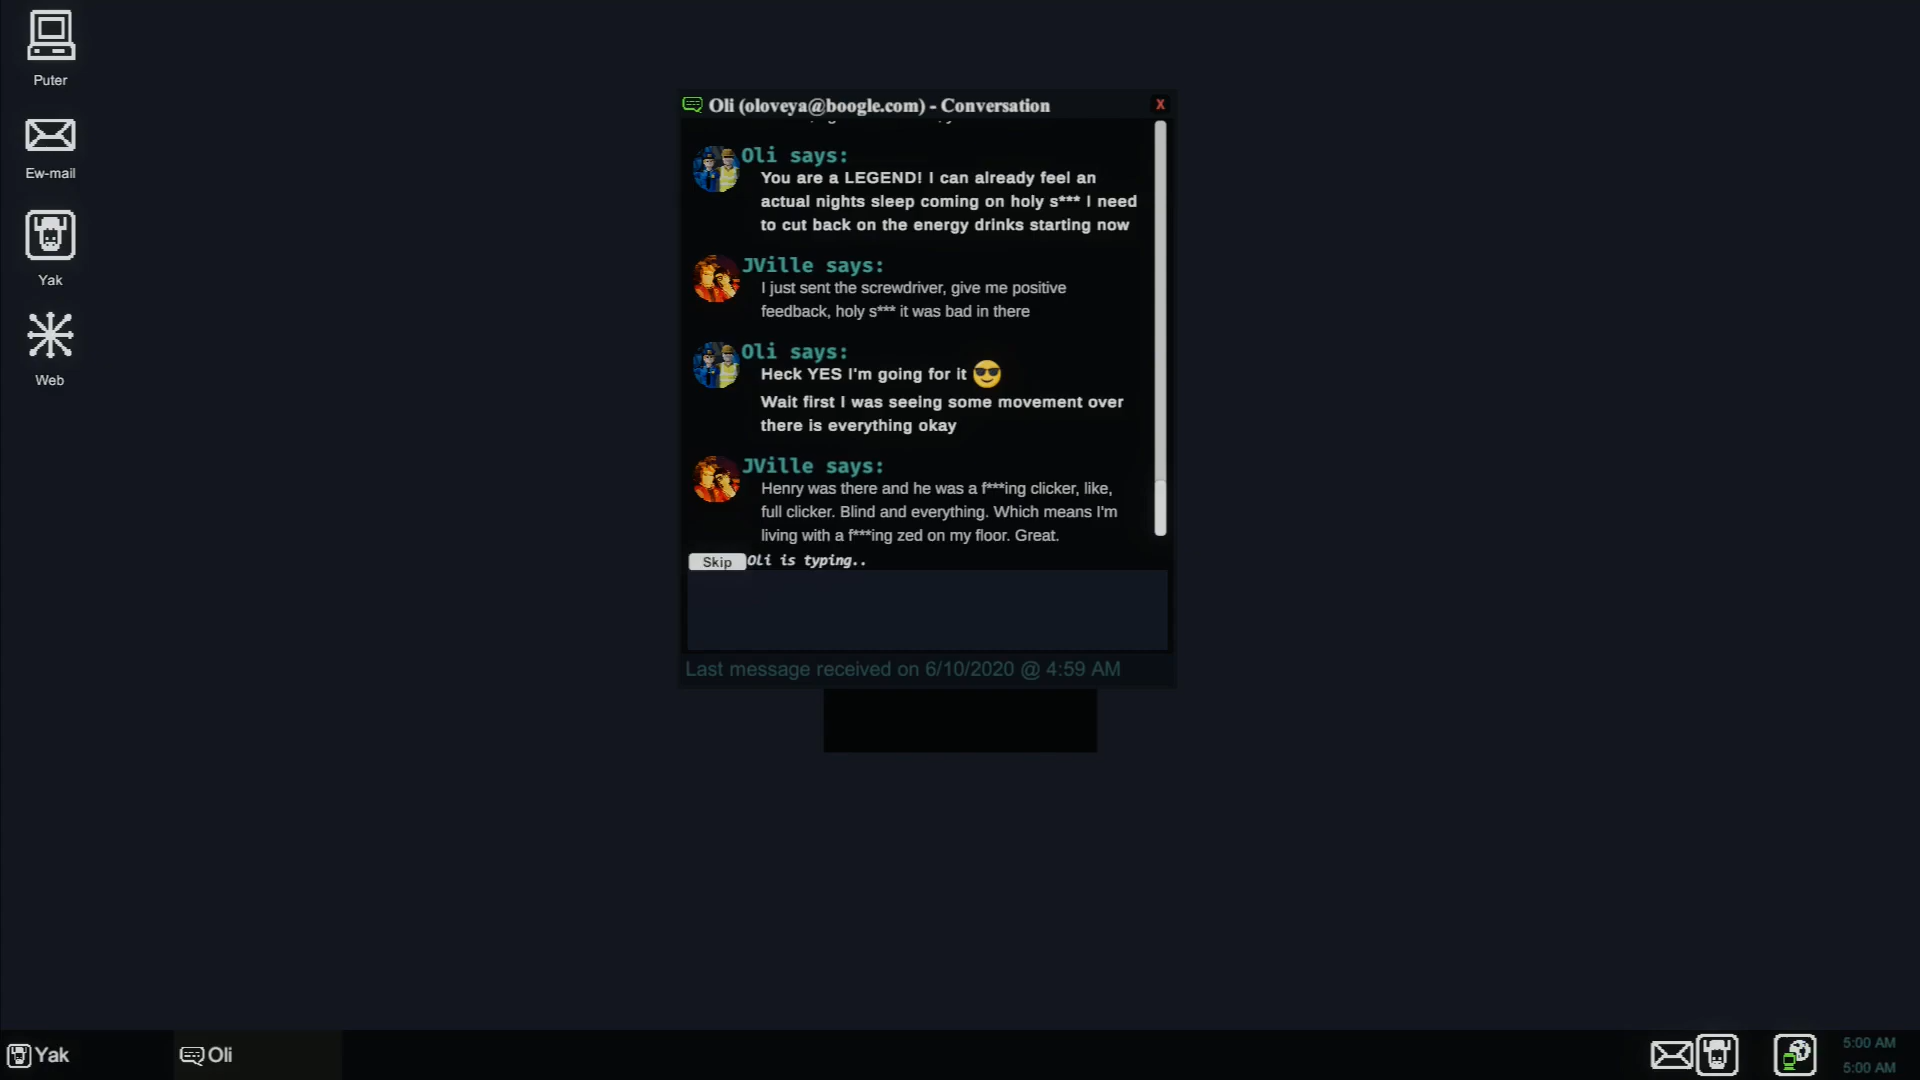 Puter
Ew-mail
Yak
Web
Oli (oloveya@boogle.com) - Conversation
X
Oli says:
You are a LEGEND! I can already feel an
actual nights sleep coming on holy s*** I need
to cut back on the energy drinks starting now
JVille says:
I just sent the screwdriver, give me positive
feedback, holy s*** it was bad in there
Oli says:
Heck YES I'm going for it 😎
Wait first I was seeing some movement over
there is everything okay
JVille says:
Henry was there and he was a f***ing clicker, like,
full clicker. Blind and everything. Which means I'm
living with a f***ing zed on my floor. Great.
Skip
Oli is typing..
Last message received on 6/10/2020 @ 4:59 AM
Yak
Oli
5:00 AM
5:00 AM